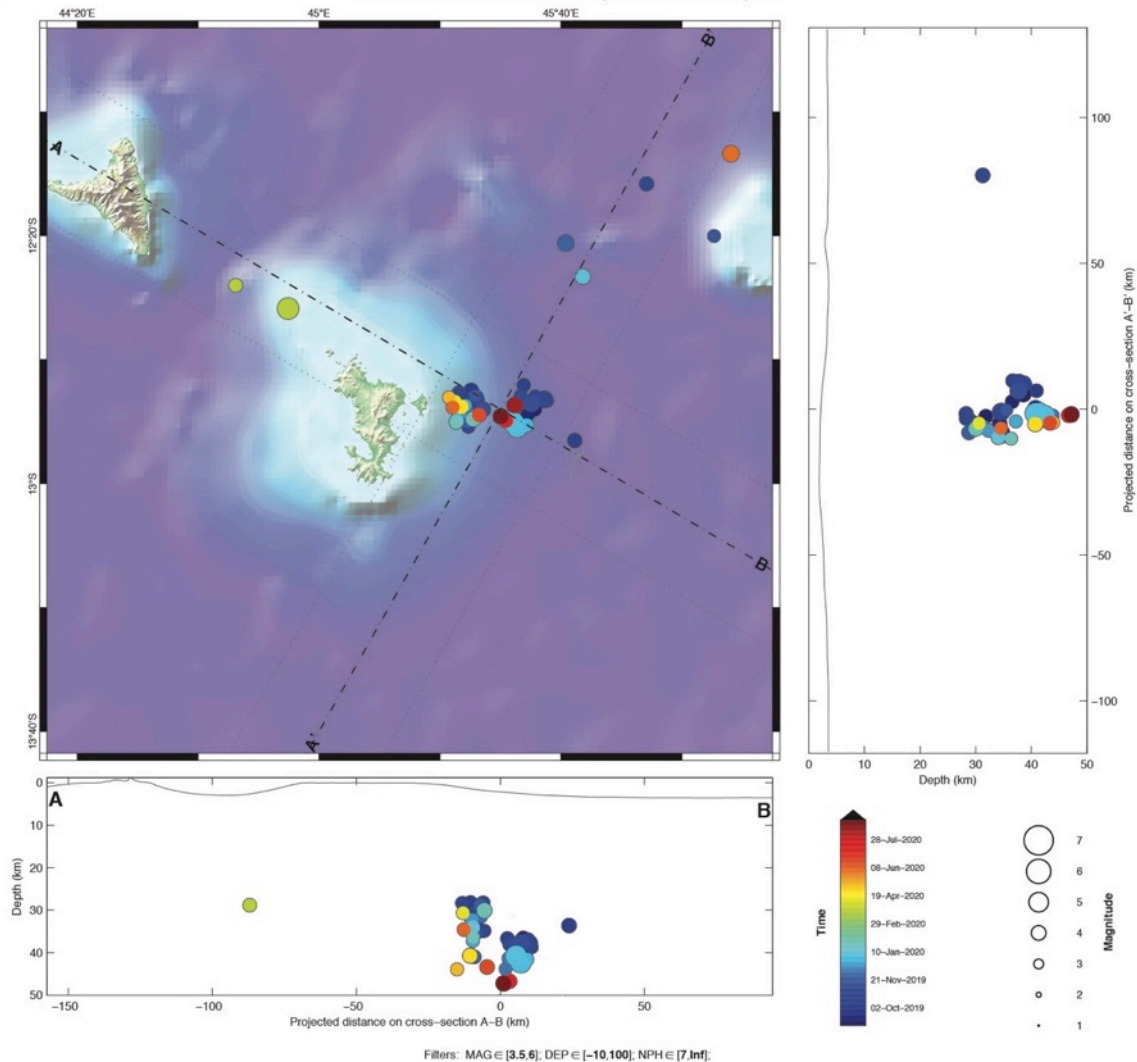 44°20'E
45°E
45°40'E
B
A
12°20'S
13°S
13°40'S
A'
B
100
50
0
−50
−100
Projected distance on cross−section A'−B' (km)
0
10
20
30
40
50
Depth (km)
A
B
0
10
20
30
40
50
Depth (km)
−150
−100
−50
0
50
Projected distance on cross−section A−B (km)
Time
28−Jul−2020
08−Jun−2020
19−Apr−2020
29−Feb−2020
10−Jan−2020
21−Nov−2019
02−Oct−2019
7
6
5
4
3
2
1
Magnitude
Filters: MAG ∈ [3.5,6]; DEP ∈ [−10,100]; NPH ∈ [7,Inf];